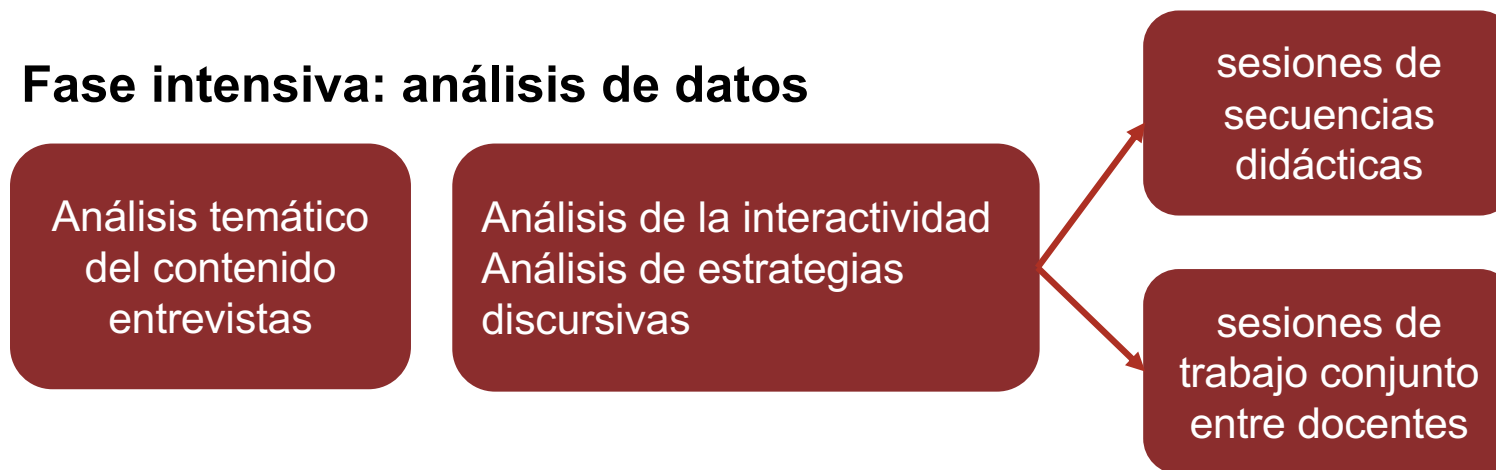 Fase intensiva: análisis de datos
Análisis temático
del contenido
entrevistas
Análisis de la interactividad
Análisis de estrategias
discursivas
sesiones de
secuencias
didácticas
sesiones de
trabajo conjunto
entre docentes